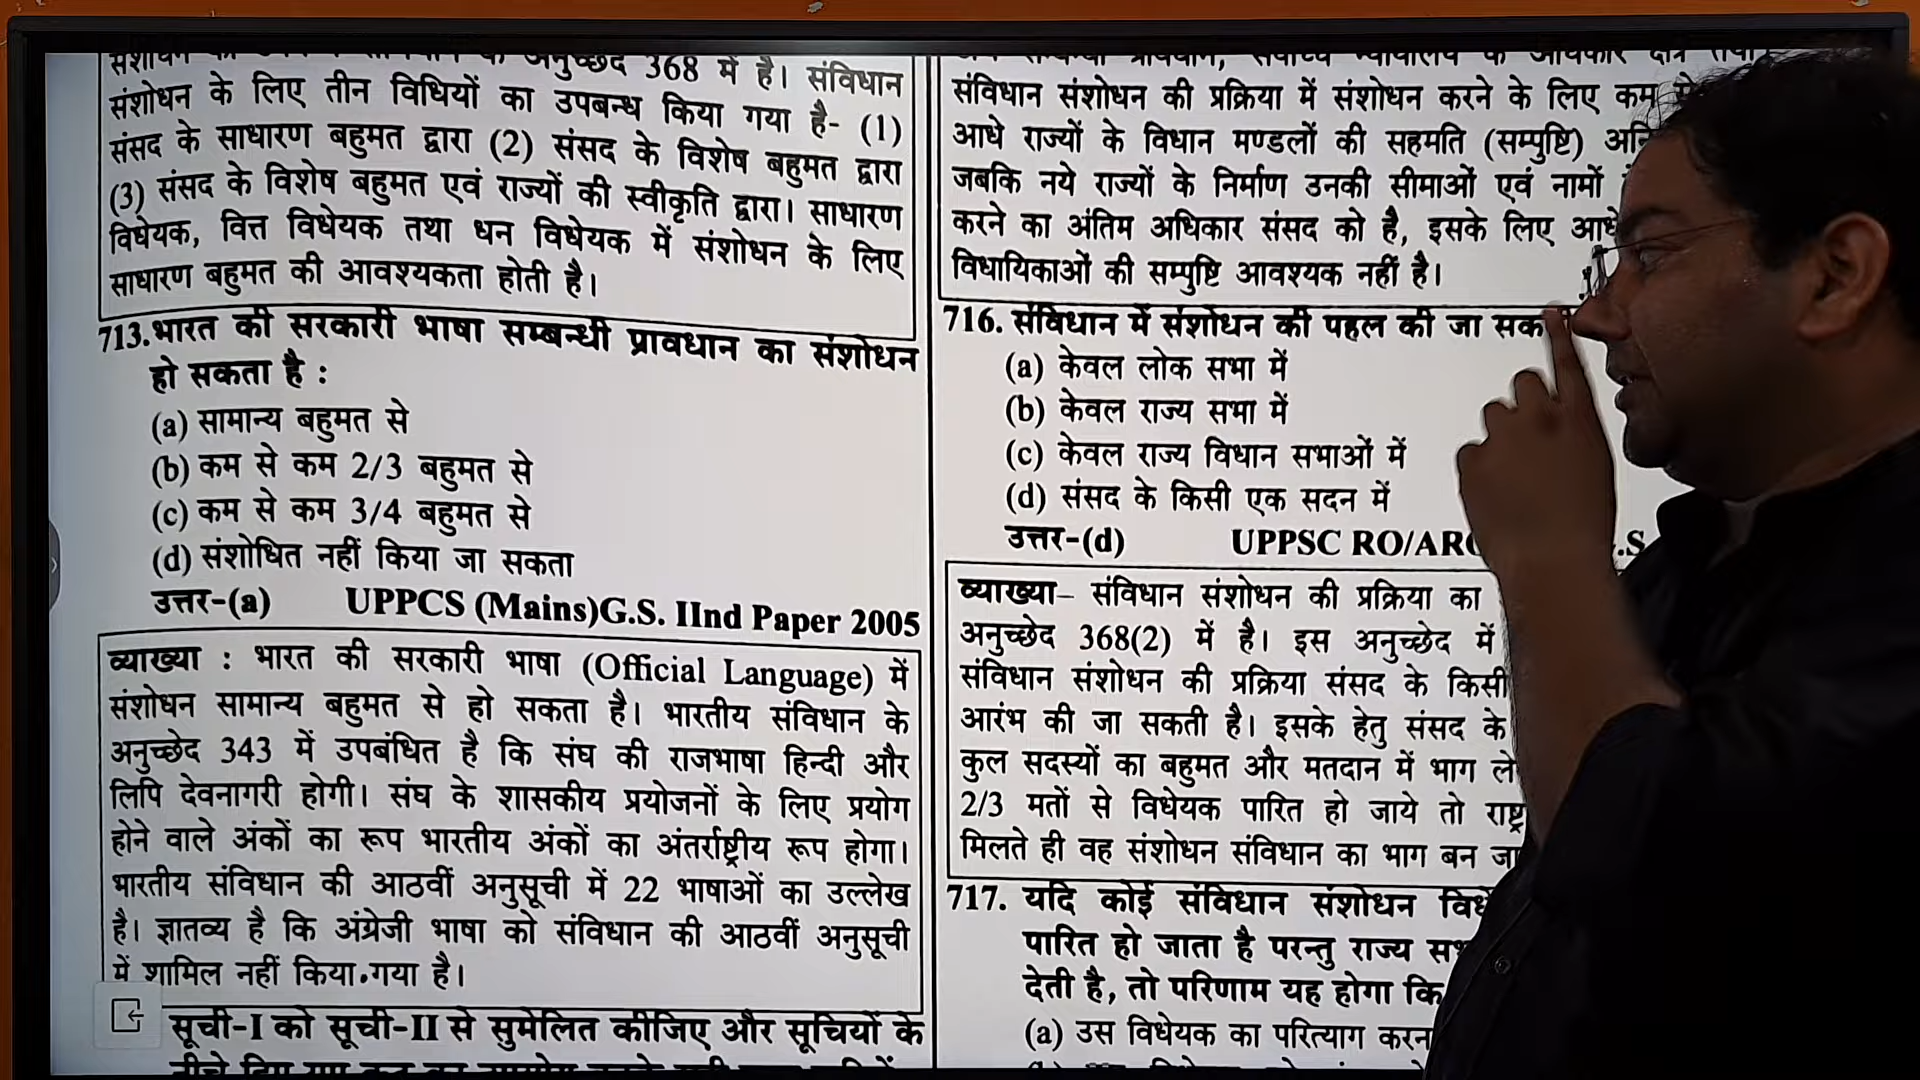 अनुच्छेद 368 में है। संविधान
संशोधन के लिए तीन विधियों का उपबन्ध किया गया है- (1)
संसद के साधारण बहुमत द्वारा (2) संसद के विशेष बहुमत द्वारा
(3) संसद के विशेष बहुमत एवं राज्यों की स्वीकृति द्वारा। साधारण
विधेयक, वित्त विधेयक तथा धन विधेयक में संशोधन के लिए
साधारण बहुमत की आवश्यकता होती है।
713. भारत की सरकारी भाषा सम्बन्धी प्रावधान का संशोधन
हो सकता है :
(a) सामान्य बहुमत से
(b) कम से कम 2/3 बहुमत से
(c) कम से कम 3/4 बहुमत से
(d) संशोधित नहीं किया जा सकता
उत्तर-(a) UPPCS (Mains)G.S. IInd Paper 2005
व्याख्या : भारत की सरकारी भाषा (Official Language) में
संशोधन सामान्य बहुमत से हो सकता है। भारतीय संविधान के
अनुच्छेद 343 में उपबंधित है कि संघ की राजभाषा हिन्दी और
लिपि देवनागरी होगी। संघ के शासकीय प्रयोजनों के लिए प्रयोग
होने वाले अंकों का रूप भारतीय अंकों का अंतर्राष्ट्रीय रूप होगा।
भारतीय संविधान की आठवीं अनुसूची में 22 भाषाओं का उल्लेख
है। ज्ञातव्य है कि अंग्रेजी भाषा को संविधान की आठवीं अनुसूची
में शामिल नहीं किया गया है।
सूची-I को सूची-II से सुमेलित कीजिए और सूचियों के
संविधान संशोधन की प्रक्रिया में संशोधन करने के लिए कम से
आधे राज्यों के विधान मण्डलों की सहमति (सम्पुष्टि)
जबकि नये राज्यों के निर्माण उनकी सीमाओं एवं नामों
करने का अंतिम अधिकार संसद को है, इसके लिए आधे
विधायिकाओं की सम्पुष्टि आवश्यक नहीं है।
716. संविधान में संशोधन की पहल की जा
(a) केवल लोक सभा में
(b) केवल राज्य सभा में
(c) केवल राज्य विधान सभाओं में
(d) संसद के किसी एक सदन में
उत्तर-(d) UPPSC
व्याख्या– संविधान संशोधन की प्रक्रिया का
अनुच्छेद 368(2) में है। इस अनुच्छेद में
संविधान संशोधन की प्रक्रिया संसद के किसी
आरंभ की जा सकती है। इसके हेतु संसद के
कुल सदस्यों का बहुमत और मतदान में भाग
2/3 मतों से विधेयक पारित हो जाये तो
मिलते ही वह संशोधन संविधान का भाग बन
717. यदि कोई संविधान संशोधन
पारित हो जाता है परन्तु राज्य
देती है, तो परिणाम यह होगा कि
(a) उस विधेयक का परित्याग